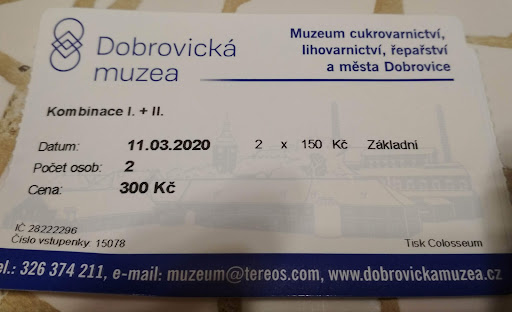 Dobrovická
muzea
Muzeum cukrovarnictví,
lihovarnictví, řepařství
a města Dobrovice
Kombinace I. + II.
Datum: 11.03.2020 2 x 150 Kč Základní
Počet osob: 2
Cena: 300 Kč
IČ 28222296
Číslo vstupenky 15078
Tisk Colosseum
el.: 326 374 211, e-mail: muzeum@tereos.com, www.dobrovickamuzea.cz